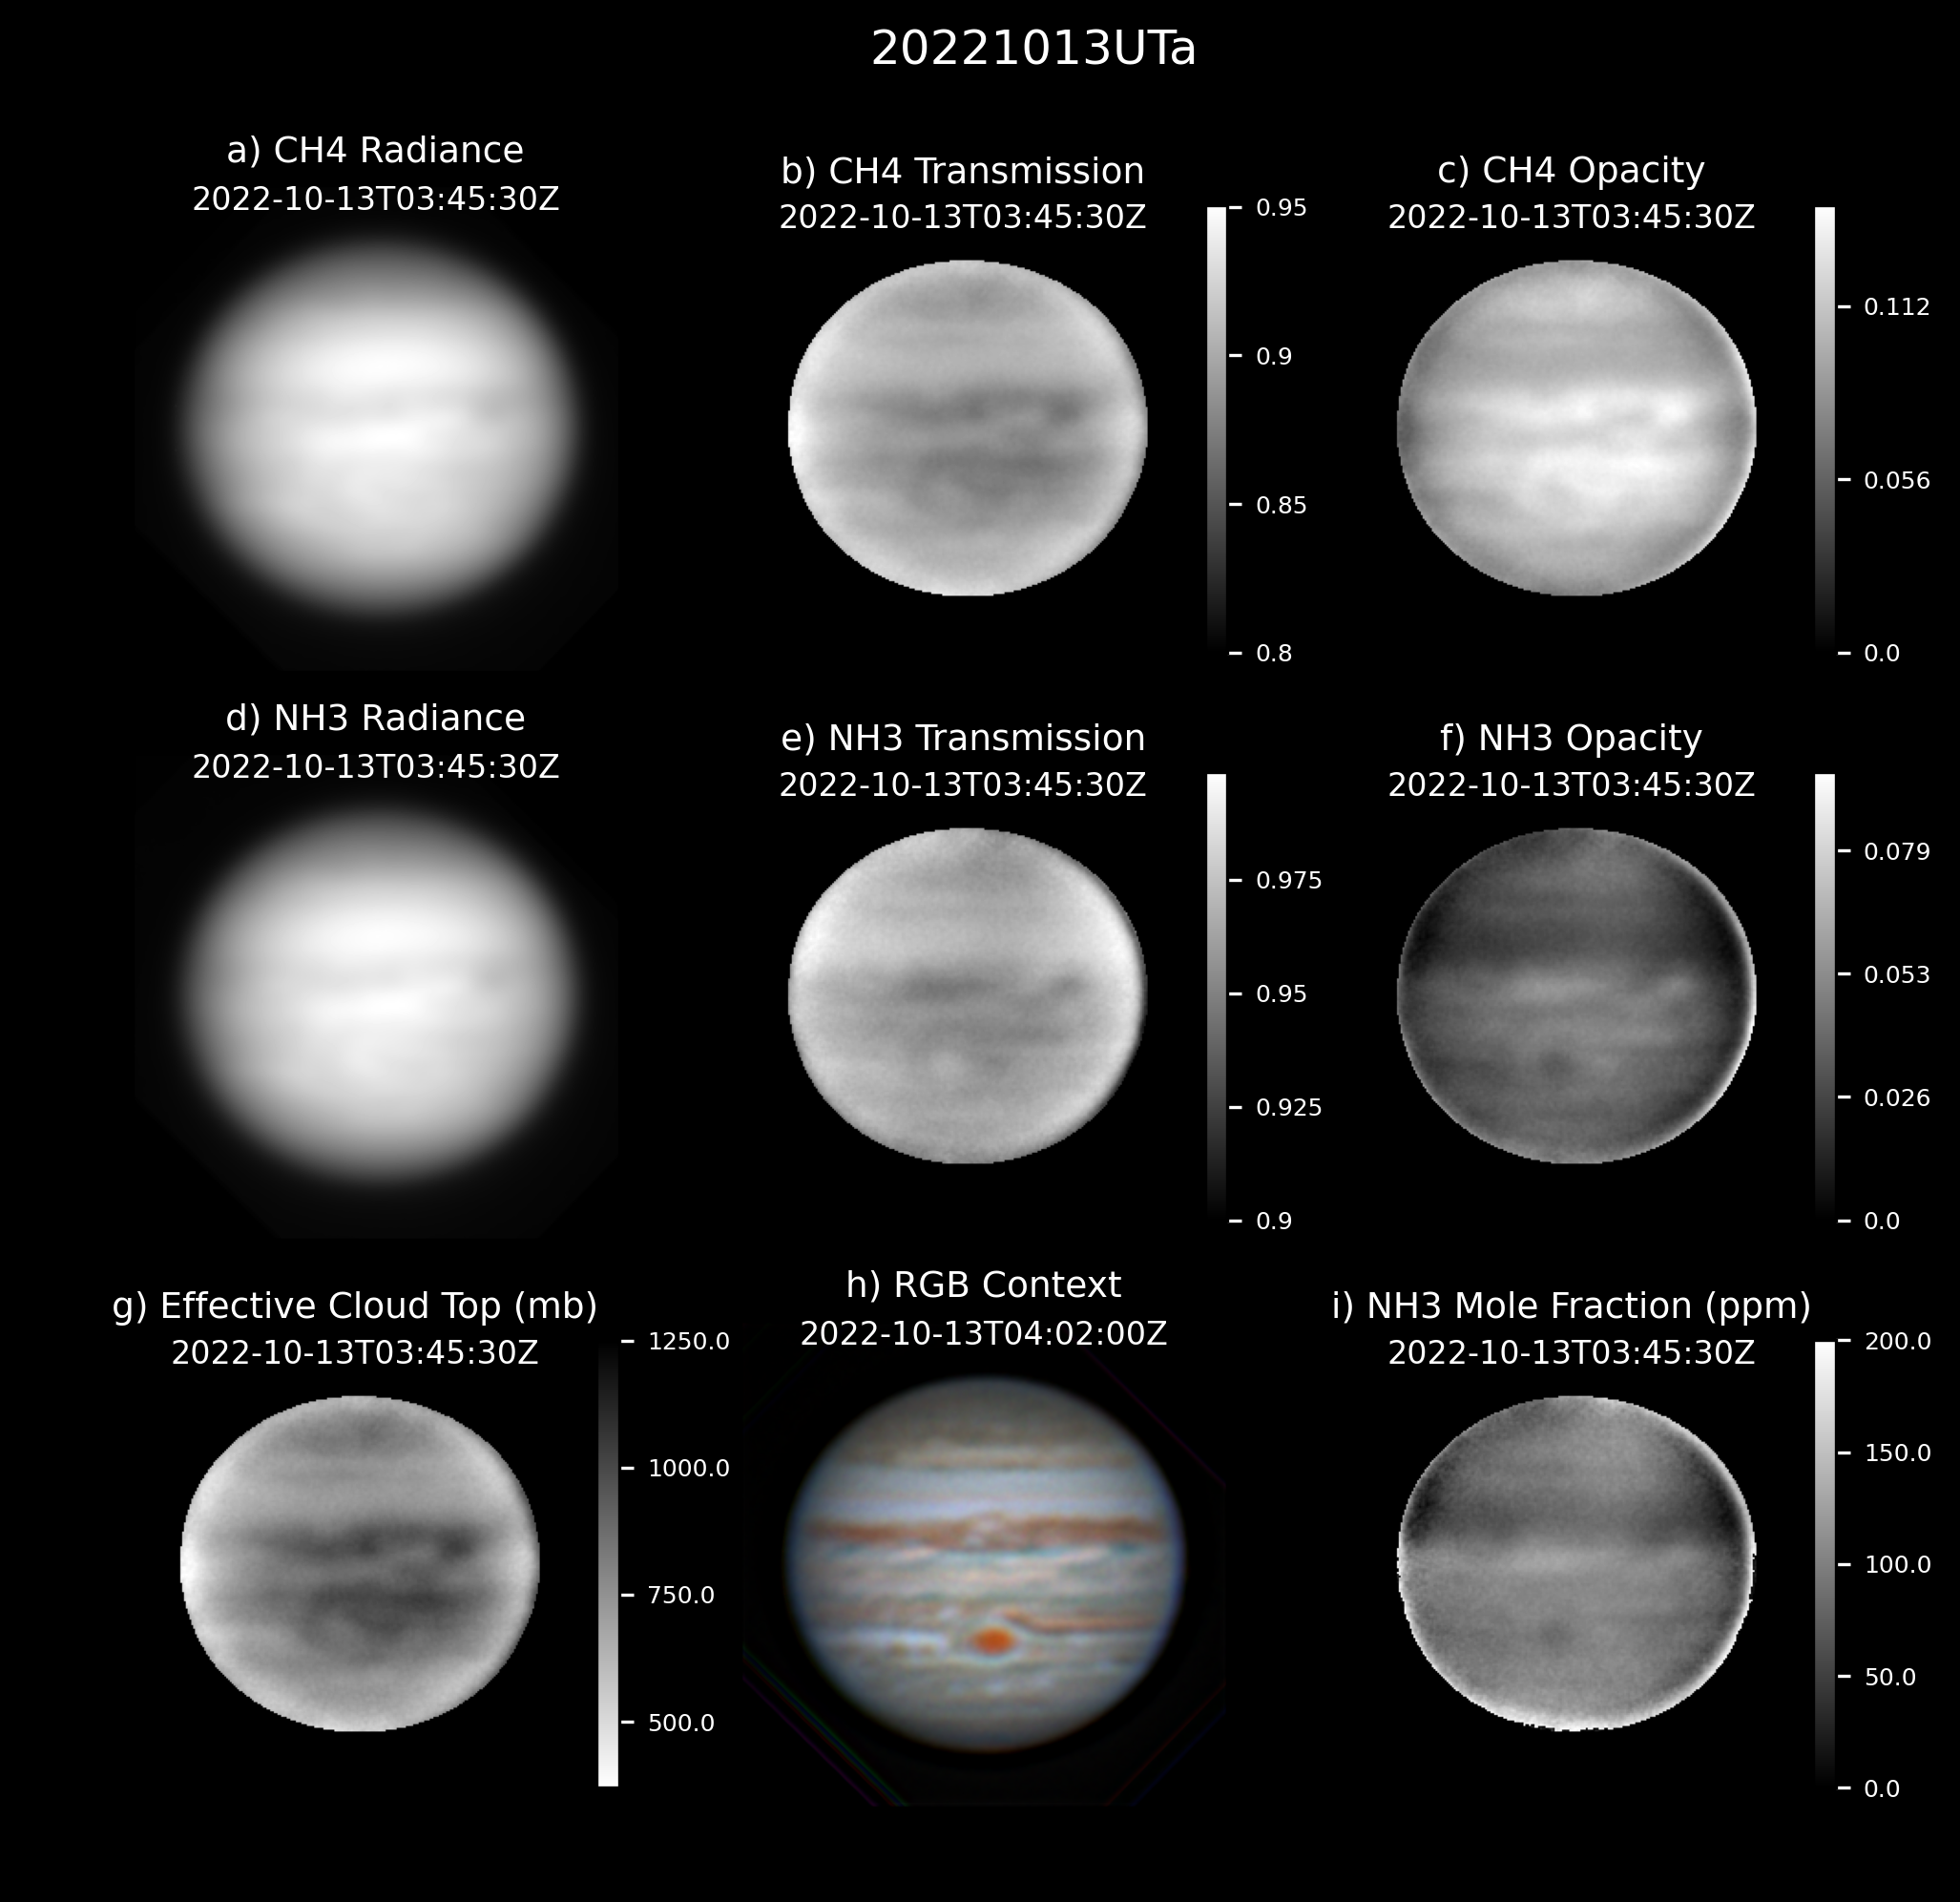 20221013UTa
a) CH4 Radiance
2022-10-13T03:45:30Z
b) CH4 Transmission
2022-10-13T03:45:30Z
0.95
0.9
0.85
0.8
c) CH4 Opacity
2022-10-13T03:45:30Z
0.112
0.056
0.0
d) NH3 Radiance
2022-10-13T03:45:30Z
e) NH3 Transmission
2022-10-13T03:45:30Z
0.975
0.95
0.925
0.9
f) NH3 Opacity
2022-10-13T03:45:30Z
0.079
0.053
0.026
0.0
g) Effective Cloud Top (mb)
2022-10-13T03:45:30Z
1250.0
1000.0
750.0
500.0
h) RGB Context
2022-10-13T04:02:00Z
i) NH3 Mole Fraction (ppm)
2022-10-13T03:45:30Z
200.0
150.0
100.0
50.0
0.0